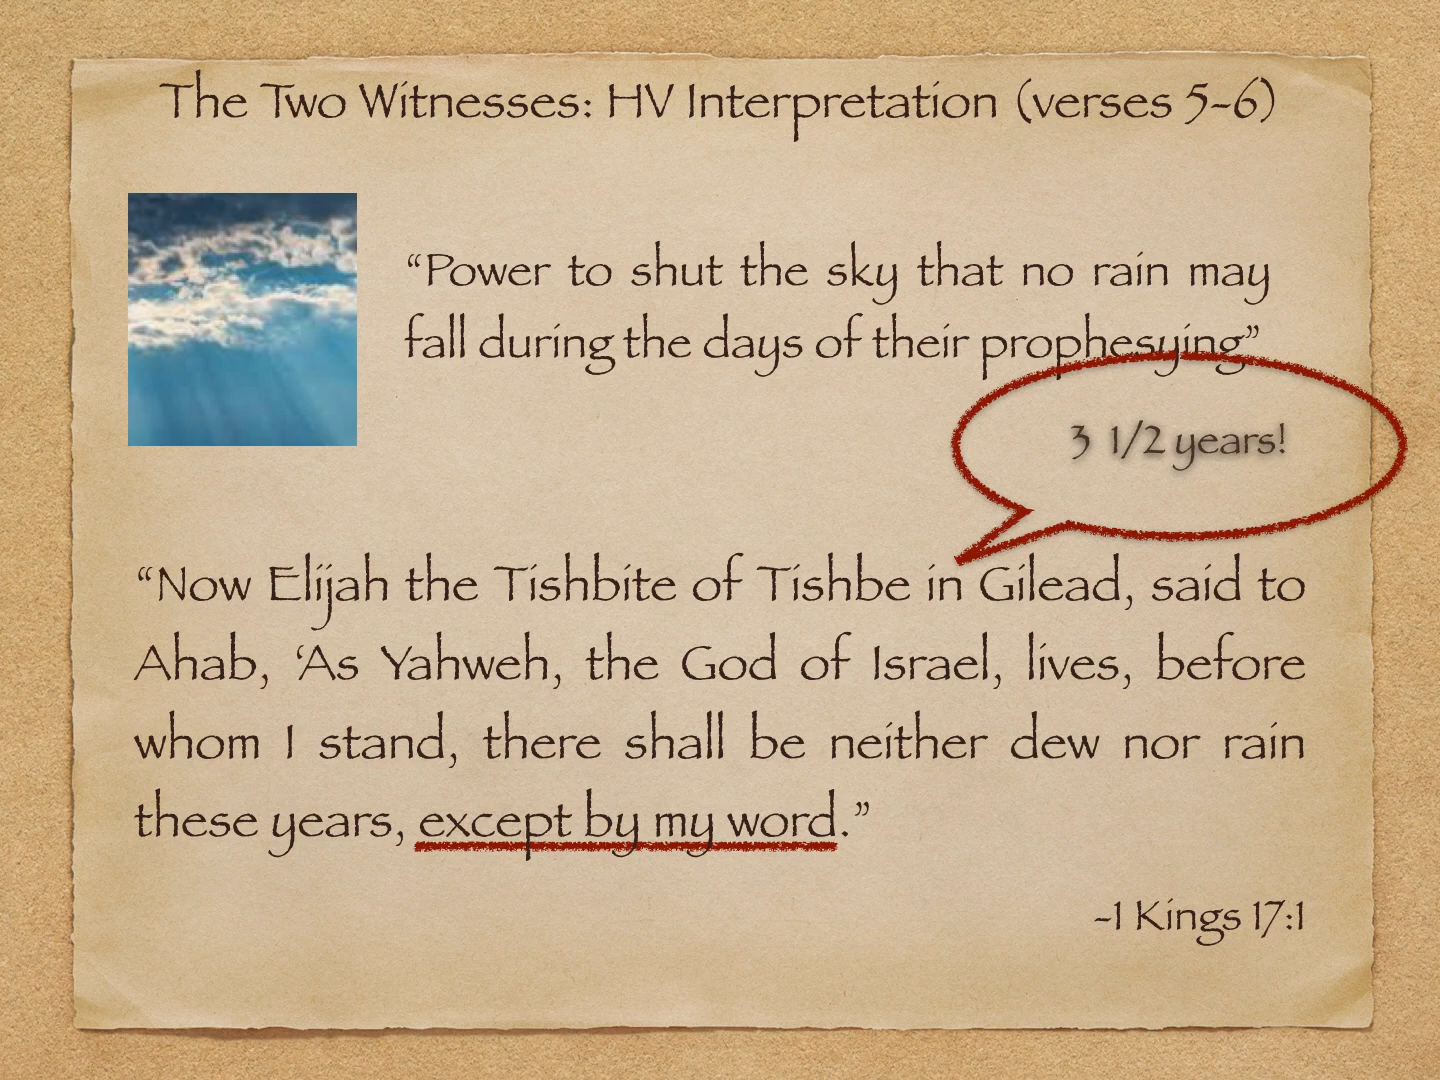 The Two Witnesses: HV Interpretation (verses 5-6)
“Power to shut the sky that no rain may
fall during the days of their prophesying”
3 1/2 years!
“Now Elijah the Tishbite of Tishbe in Gilead, said to
Ahab, ‘As Yahweh, the God of Israel, lives, before
whom I stand, there shall be neither dew nor rain
these years, except by my word.”
-1 Kings 17:1